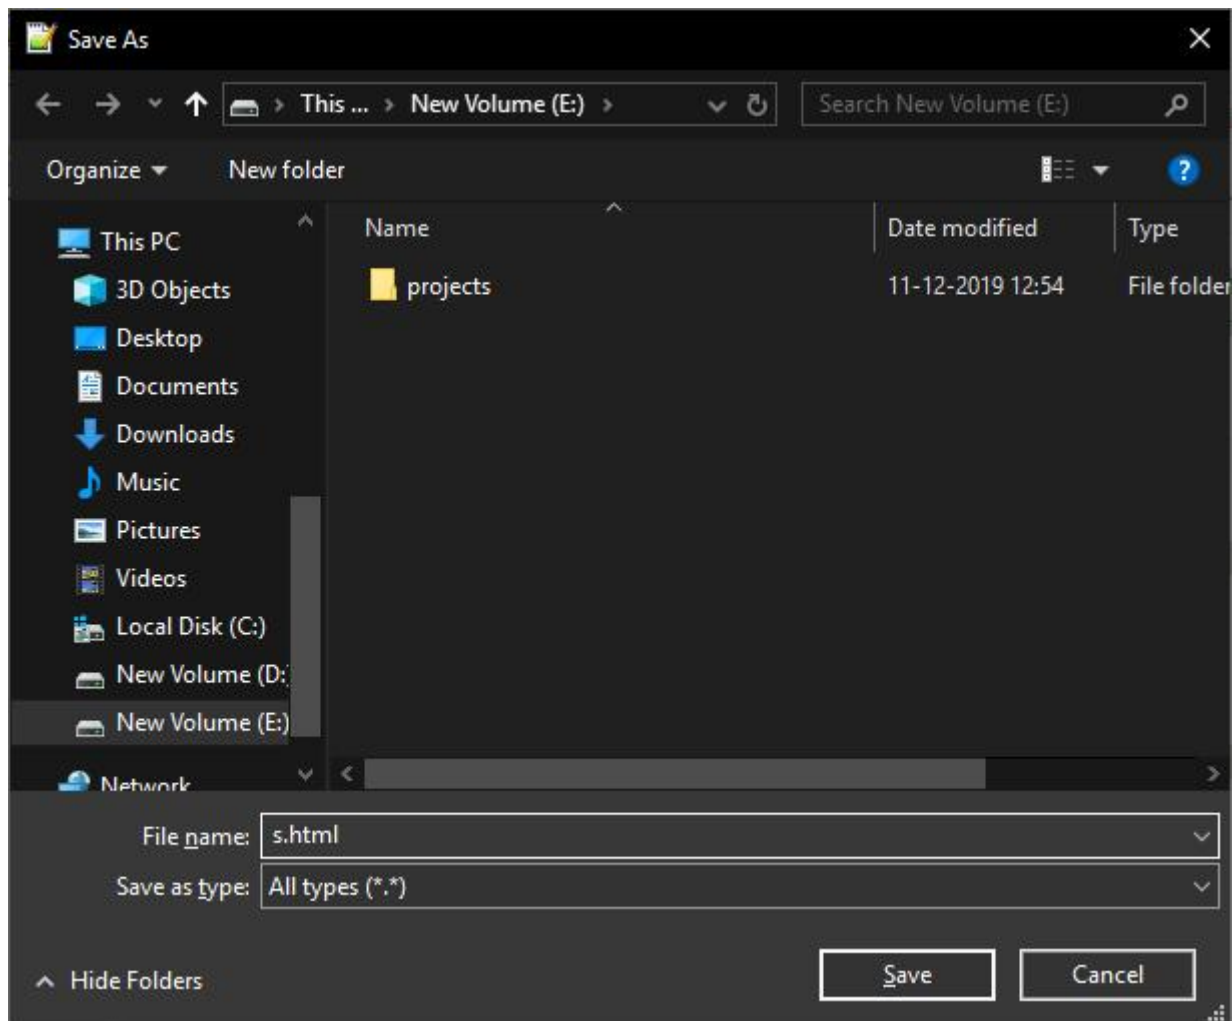 Save As
This ... > New Volume (E:) >
Search New Volume (E:)
Organize
New folder
?
Name
Date modified
Type
projects
11-12-2019 12:54
File folder
This PC
3D Objects
Desktop
Documents
Downloads
Music
Pictures
Videos
Local Disk (C:)
New Volume (D:)
New Volume (E:)
Network
File name: s.html
Save as type: All types (*.*)
Hide Folders
Save
Cancel